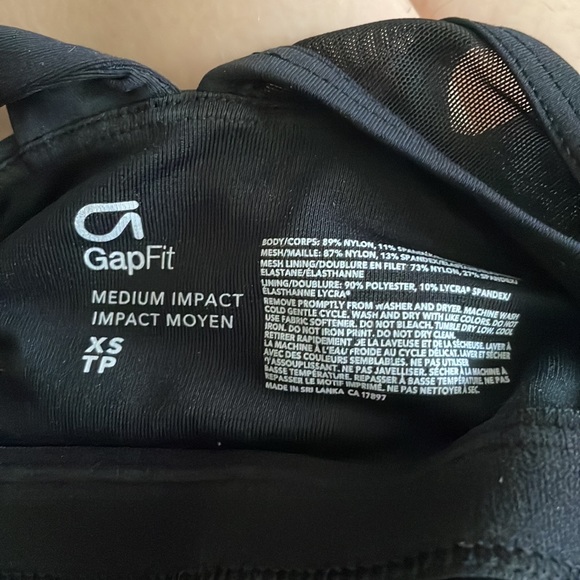 GapFit
MEDIUM IMPACT
IMPACT MOYEN
XS
TP
BODY/CORPS: 89% NYLON, 11% SPANDEX/
MESH/MAILLE: 87% NYLON, 13% SPANDEX/ÉLASTHANNE
MESH LINING/DOUBLURE EN FILET: 73% NYLON, 27% SPANDEX/
ELASTANE/ÉLASTHANNE
LINING/DOUBLURE: 90% POLYESTER, 10% LYCRA® SPANDEX/
ÉLASTHANNE LYCRA®
REMOVE PROMPTLY FROM WASHER AND DRYER. MACHINE WASH
COLD GENTLE CYCLE. WASH AND DRY WITH LIKE COLORS. DO NOT
USE FABRIC SOFTENER. DO NOT BLEACH. TUMBLE DRY LOW, COOL
IRON. DO NOT IRON PRINT. DO NOT DRY CLEAN.
RETIRER RAPIDEMENT DE LA LAVEUSE ET DE LA SÉCHEUSE. LAVER À
LA MACHINE À L'EAU FROIDE AU CYCLE DÉLICAT. LAVER ET SÉCHER
AVEC DES COULEURS SEMBLABLES. NE PAS UTILISER
D'ASSOUPLISSANT. NE PAS JAVELLISER. SÉCHER À LA MACHINE À
BASSE TEMPÉRATURE. REPASSER À BASSE TEMPÉRATURE. NE PAS
REPASSER LE MOTIF IMPRIMÉ. NE PAS NETTOYER À SEC.
MADE IN SRI LANKA CA 17897